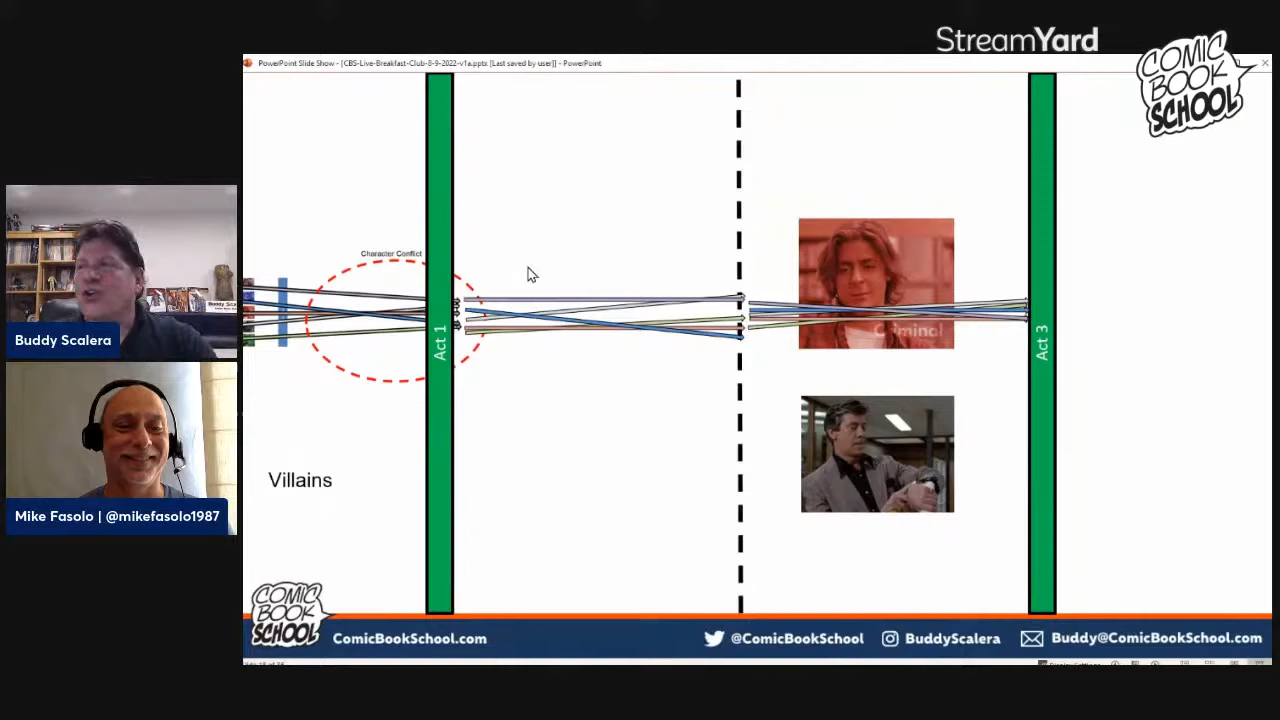 StreamYard
COMIC
BOOK
SCHOOL
PowerPoint Slide Show - [CBS-Live-Breakfast-Club-8-9-2022-v1a.pptx [Last saved by user]] - PowerPoint
Character Conflict
Act 1
Act 3
Criminal
Buddy Scalera
Villains
Mike Fasolo | @mikefasolo1987
COMIC
BOOK
SCHOOL
ComicBookSchool.com
@ComicBookSchool
BuddyScalera
Buddy@ComicBookSchool.com